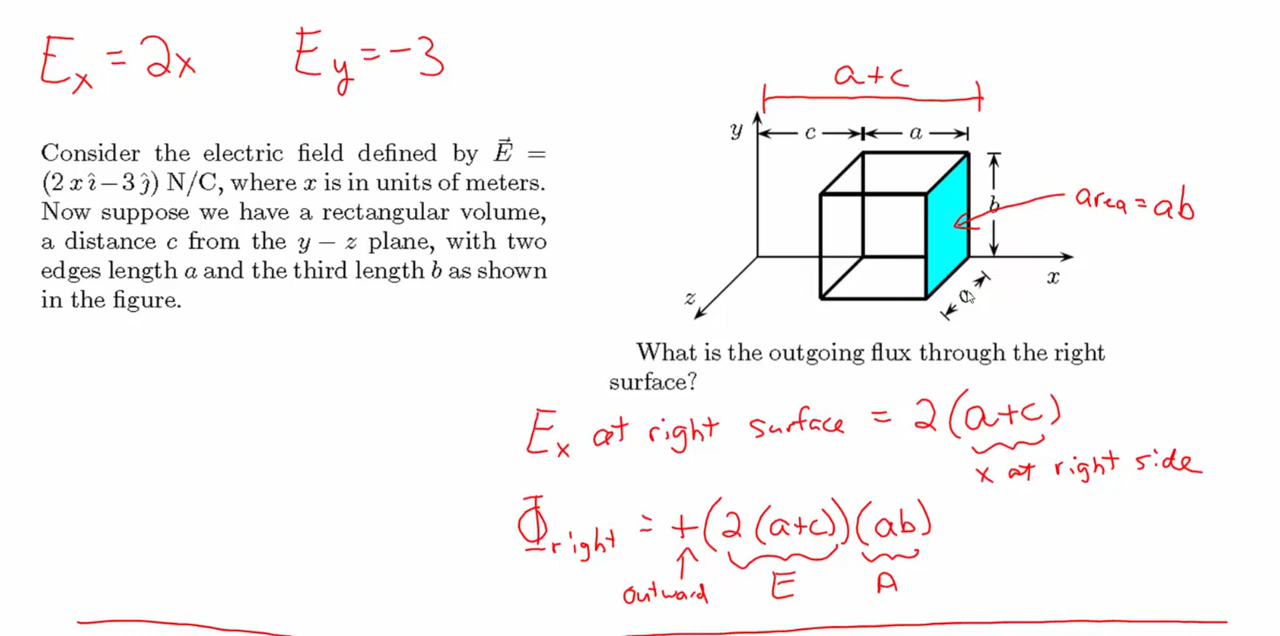 Eₓ = 2x    E_y = -3
a+c
y  c  a
Consider the electric field defined by E⃗ =
(2 x î − 3 ĵ) N/C, where x is in units of meters.
Now suppose we have a rectangular volume,
a distance c from the y − z plane, with two
edges length a and the third length b as shown
in the figure.
b
area = ab
x
z
a
What is the outgoing flux through the right
surface?
Eₓ at right surface = 2(a+c)
x at right side
Φ_right = +(2(a+c))(ab)
outward  E  A